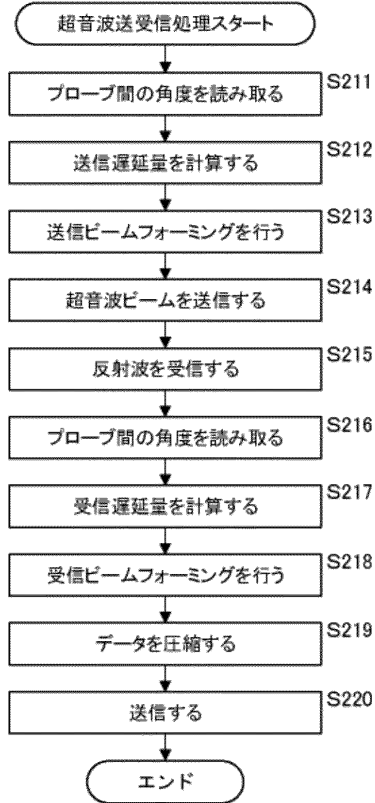 超音波送受信処理スタート
プローブ間の角度を読み取る
S211
送信遅延量を計算する
S212
送信ビームフォーミングを行う
S213
超音波ビームを送信する
S214
反射波を受信する
S215
プローブ間の角度を読み取る
S216
受信遅延量を計算する
S217
受信ビームフォーミングを行う
S218
データを圧縮する
S219
送信する
S220
エンド